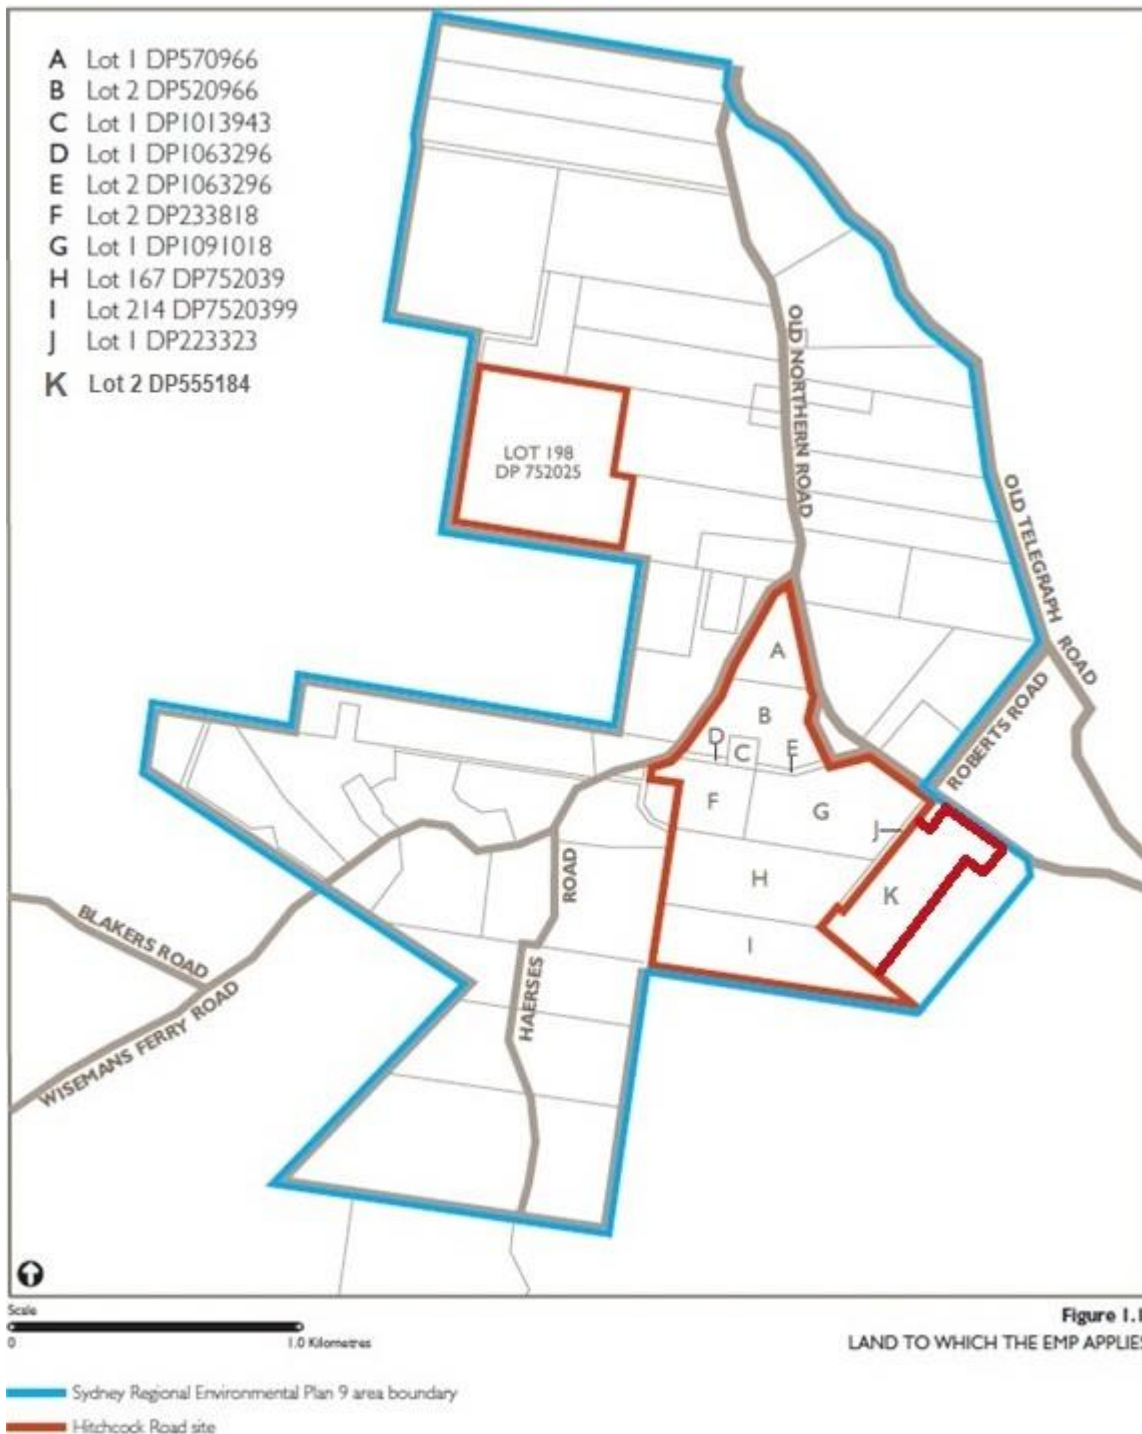 A Lot 1 DP570966
B Lot 2 DP520966
C Lot 1 DP1013943
D Lot 1 DP1063296
E Lot 2 DP1063296
F Lot 2 DP233818
G Lot 1 DP1091018
H Lot 167 DP752039
I Lot 214 DP7520399
J Lot 1 DP223323
K Lot 2 DP555184
OLD NORTHERN ROAD
LOT 198
DP 752025
OLD TELEGRAPH ROAD
A
ROBERTS ROAD
B
D
C
E
F
G
J
H
K
I
ROAD
HAERSES
BLAKERS ROAD
WISEMANS FERRY ROAD
Scale
0 1.0 Kilometres
Figure 1.1
LAND TO WHICH THE EMP APPLIES
Sydney Regional Environmental Plan 9 area boundary
Hitchcock Road site